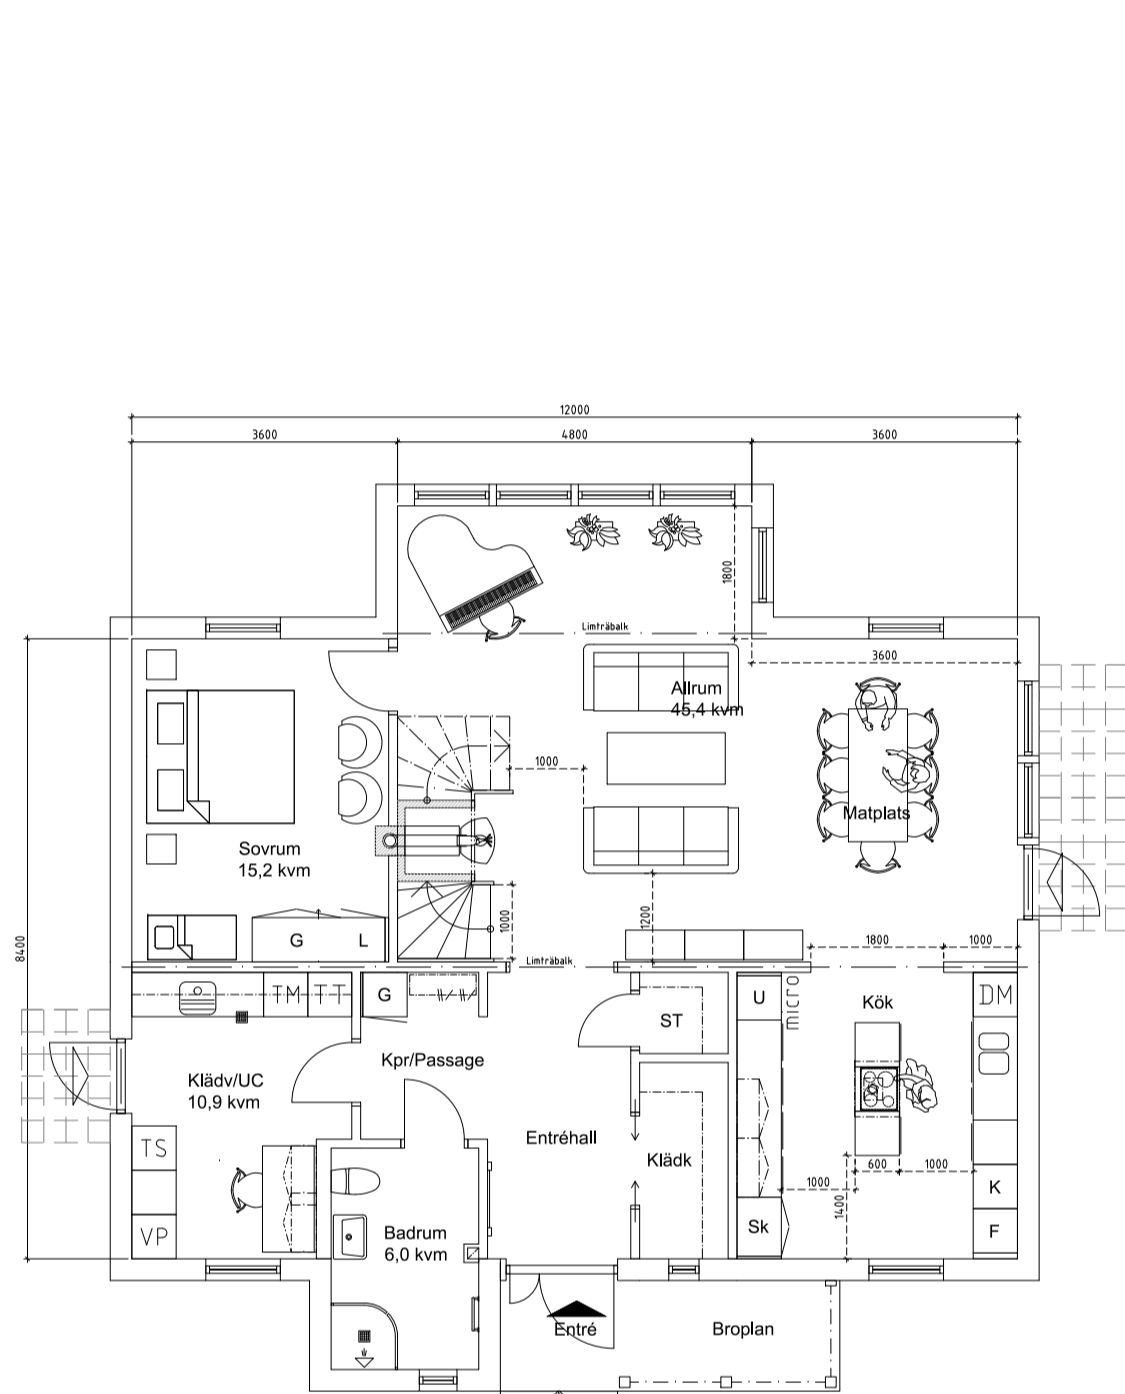 12000
3600
4800
3600
1800
Limträbalk
3600
Allrum
45,4 kvm
1000
Matplats
Sovrum
15,2 kvm
8400
1000
1200
G
L
1800
1000
Limträbalk
TM
TT
G
U
MICRO
Kök
DM
ST
Kpr/Passage
Klädv/UC
10,9 kvm
Entréhall
Klädk
TS
600
1000
1000
K
1400
Sk
F
VP
Badrum
6,0 kvm
Entré
Broplan